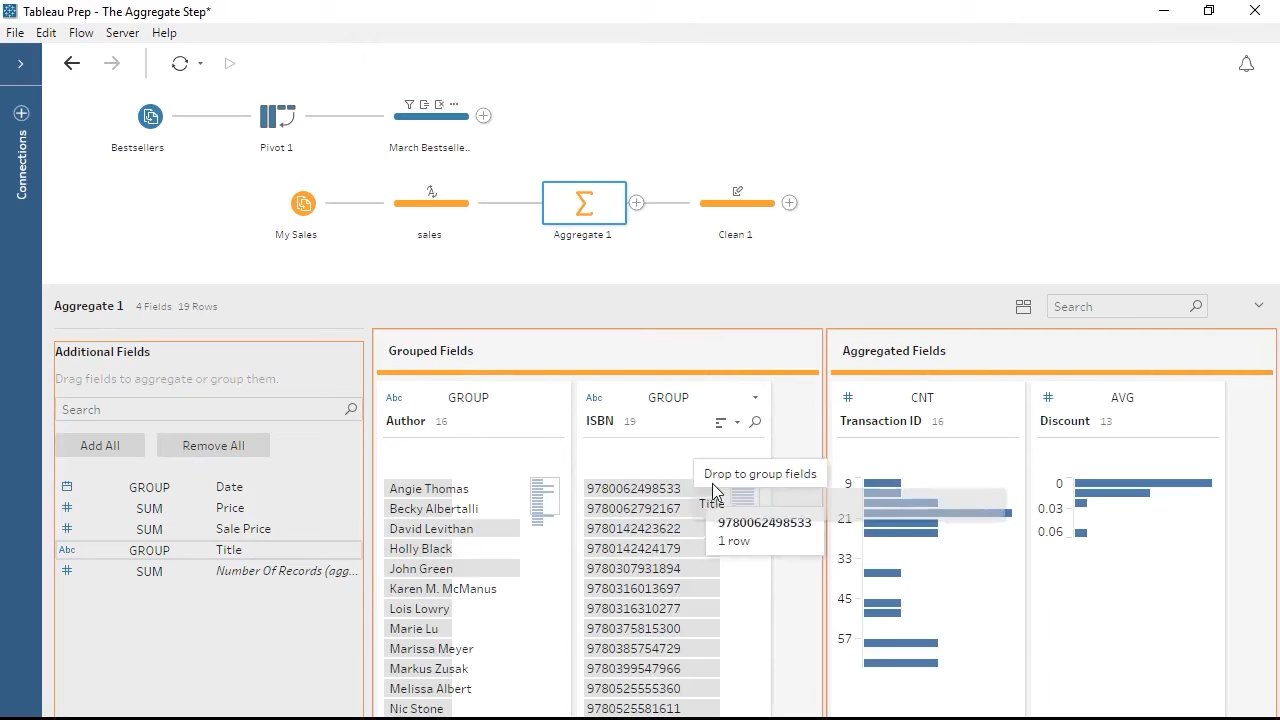 Tableau Prep - The Aggregate Step*
File Edit Flow Server Help
Connections
Bestsellers
Pivot 1
March Bestselle..
My Sales
sales
Aggregate 1
Clean 1
Aggregate 1 4 Fields 19 Rows
Search
Additional Fields
Drag fields to aggregate or group them.
Search
Add All
Remove All
GROUP Date
# SUM Price
# SUM Sale Price
Abc GROUP Title
# SUM Number Of Records (agg...
Grouped Fields
Abc GROUP
Author 16
Angie Thomas
Becky Albertalli
David Levithan
Holly Black
John Green
Karen M. McManus
Lois Lowry
Marie Lu
Marissa Meyer
Markus Zusak
Melissa Albert
Nic Stone
Abc GROUP
ISBN 19
9780062498533
9780062792167
9780142423622
9780142424179
9780307931894
9780316013697
9780316310277
9780375815300
9780385754729
9780399547966
9780525555360
9780525581611
Drop to group fields
Title
9780062498533
1 row
Aggregated Fields
# CNT
Transaction ID 16
9
21
33
45
57
# AVG
Discount 13
0
0.03
0.06